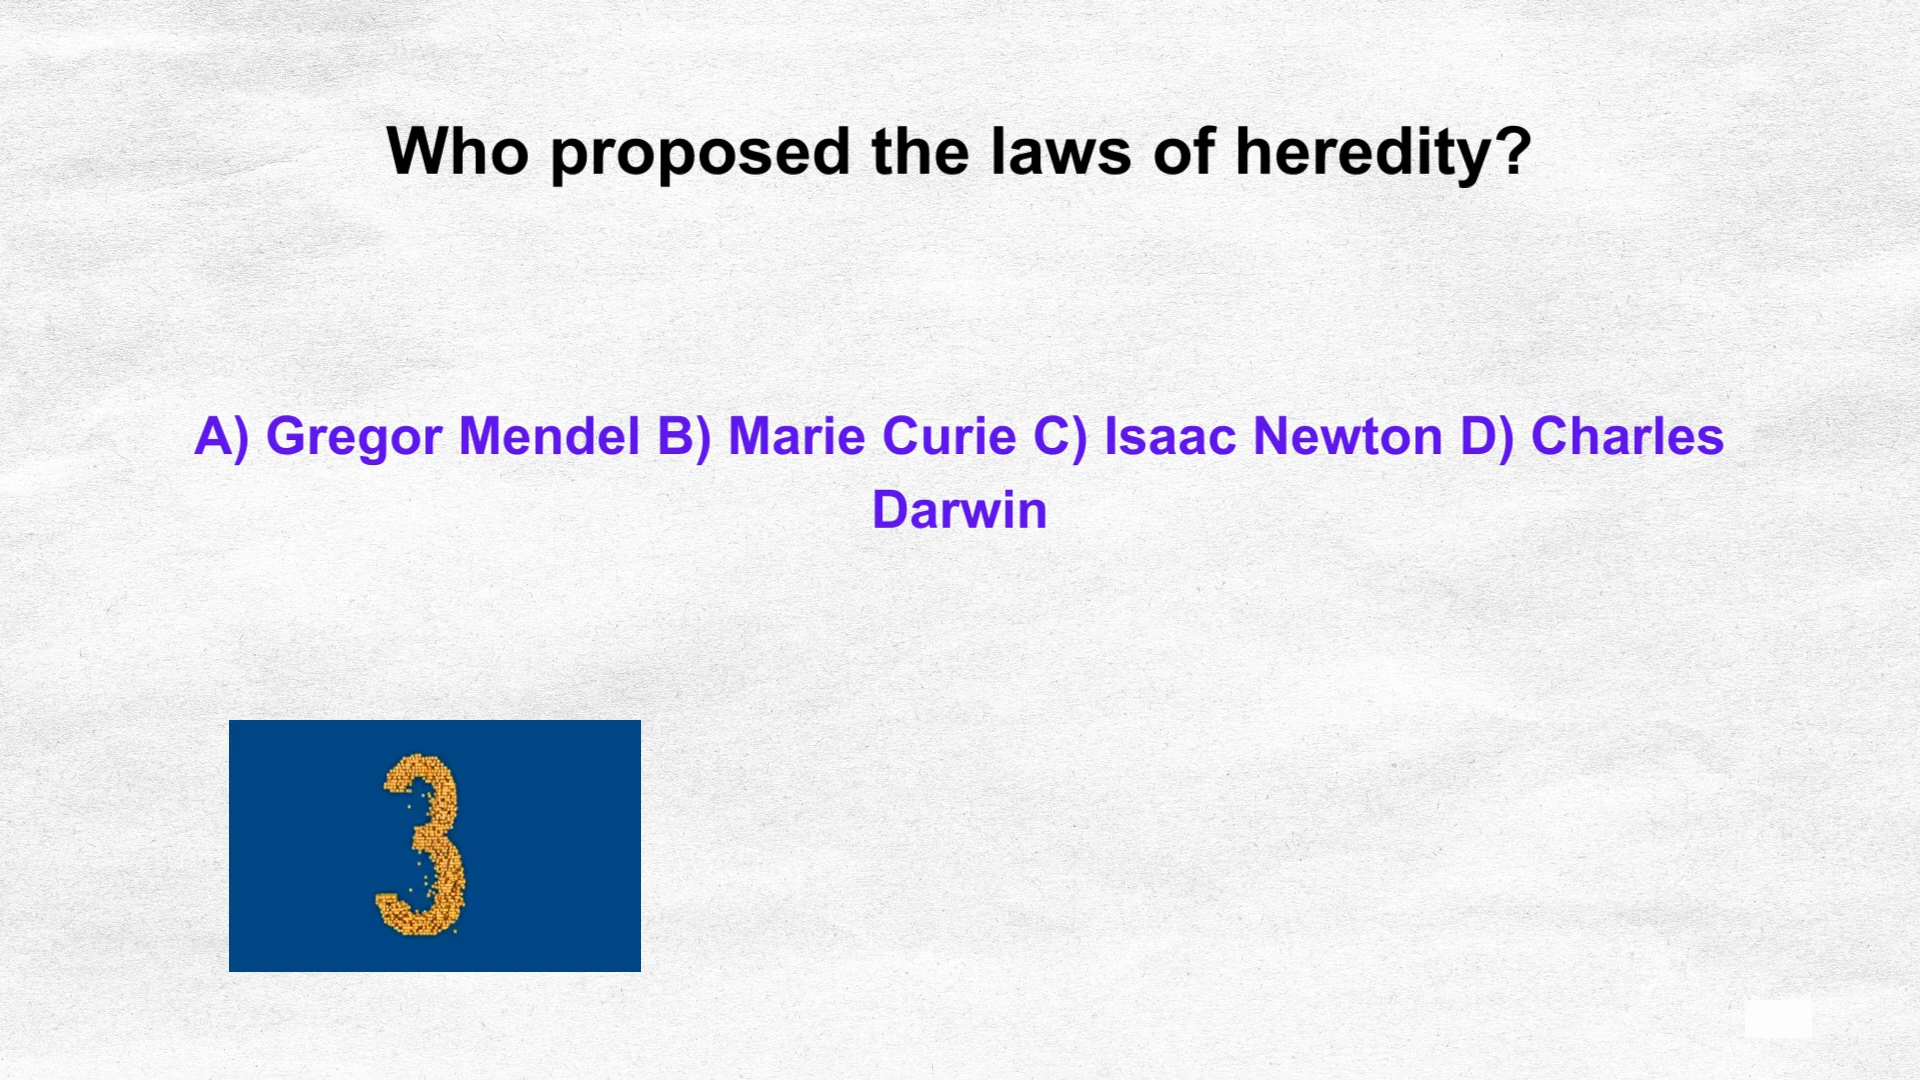 Who proposed the laws of heredity?
A) Gregor Mendel B) Marie Curie C) Isaac Newton D) Charles
Darwin
3